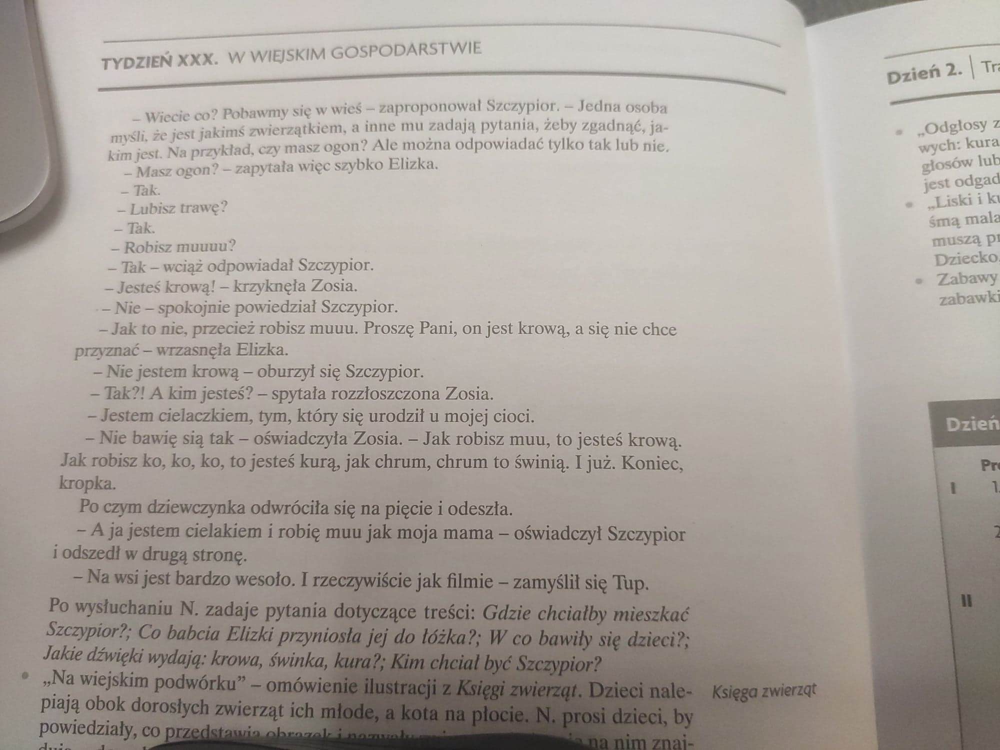 TYDZIEŃ XXX. W WIEJSKIM GOSPODARSTWIE
– Wiecie co? Pobawmy się w wieś – zaproponował Szczypior. – Jedna osoba
myśli, że jest jakimś zwierzątkiem, a inne mu zadają pytania, żeby zgadnąć, ja-
kim jest. Na przykład, czy masz ogon? Ale można odpowiadać tylko tak lub nie.
– Masz ogon? – zapytała więc szybko Elizka.
– Tak.
– Lubisz trawę?
– Tak.
– Robisz muuuu?
– Tak – wciąż odpowiadał Szczypior.
– Jesteś krową! – krzyknęła Zosia.
– Nie – spokojnie powiedział Szczypior.
– Jak to nie, przecież robisz muuu. Proszę Pani, on jest krową, a się nie chce
przyznać – wrzasnęła Elizka.
– Nie jestem krową – oburzył się Szczypior.
– Tak?! A kim jesteś? – spytała rozzłoszczona Zosia.
– Jestem cielaczkiem, tym, który się urodził u mojej cioci.
– Nie bawię sią tak – oświadczyła Zosia. – Jak robisz muu, to jesteś krową.
Jak robisz ko, ko, ko, to jesteś kurą, jak chrum, chrum to świnią. I już. Koniec,
kropka.
Po czym dziewczynka odwróciła się na pięcie i odeszła.
– A ja jestem cielakiem i robię muu jak moja mama – oświadczył Szczypior
i odszedł w drugą stronę.
– Na wsi jest bardzo wesoło. I rzeczywiście jak filmie – zamyślił się Tup.
Po wysłuchaniu N. zadaje pytania dotyczące treści: Gdzie chciałby mieszkać
Szczypior?; Co babcia Elizki przyniosła jej do łóżka?; W co bawiły się dzieci?;
Jakie dźwięki wydają: krowa, świnka, kura?; Kim chciał być Szczypior?
• „Na wiejskim podwórku” – omówienie ilustracji z Księgi zwierząt. Dzieci nale-
piają obok dorosłych zwierząt ich młode, a kota na płocie. N. prosi dzieci, by
powiedziały, co przedstawia obrazek i na nim znaj-
Księga zwierząt
Dzień 2. |
• „Odgłosy z
wych: kura
głosów lub
jest odgad
• „Liski i ku
śmą mala
muszą pr
Dziecko,
• Zabawy
zabawki
Dzień
Pr
I 1.
2
II